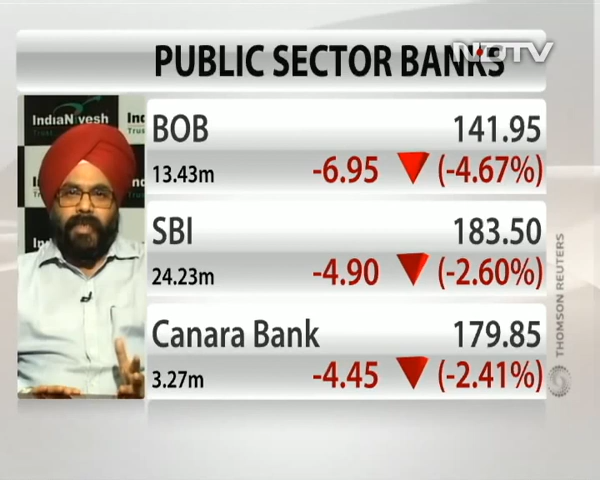 NDTV
PUBLIC SECTOR BANKS
IndiaNivesh
Trust
BOB 141.95
13.43m -6.95 (-4.67%)
SBI 183.50
24.23m -4.90 (-2.60%)
Canara Bank 179.85
3.27m -4.45 (-2.41%)
THOMSON REUTERS